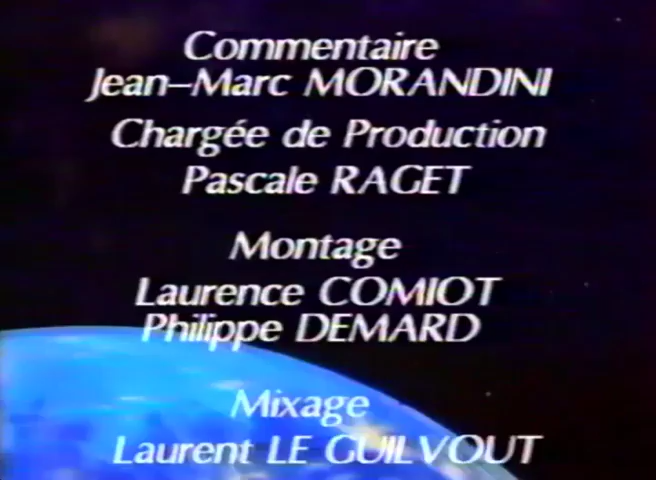 Commentaire
Jean-Marc MORANDINI
Chargée de Production
Pascale RAGET
Montage
Laurence COMIOT
Philippe DEMARD
Mixage
Laurent LE GUILVOUT